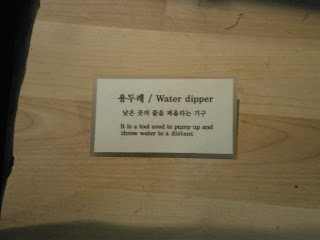 용두레 / Water dipper
낮은 곳의 물을 퍼올리는 기구
It is a tool used to pump up and
throw water to a distant